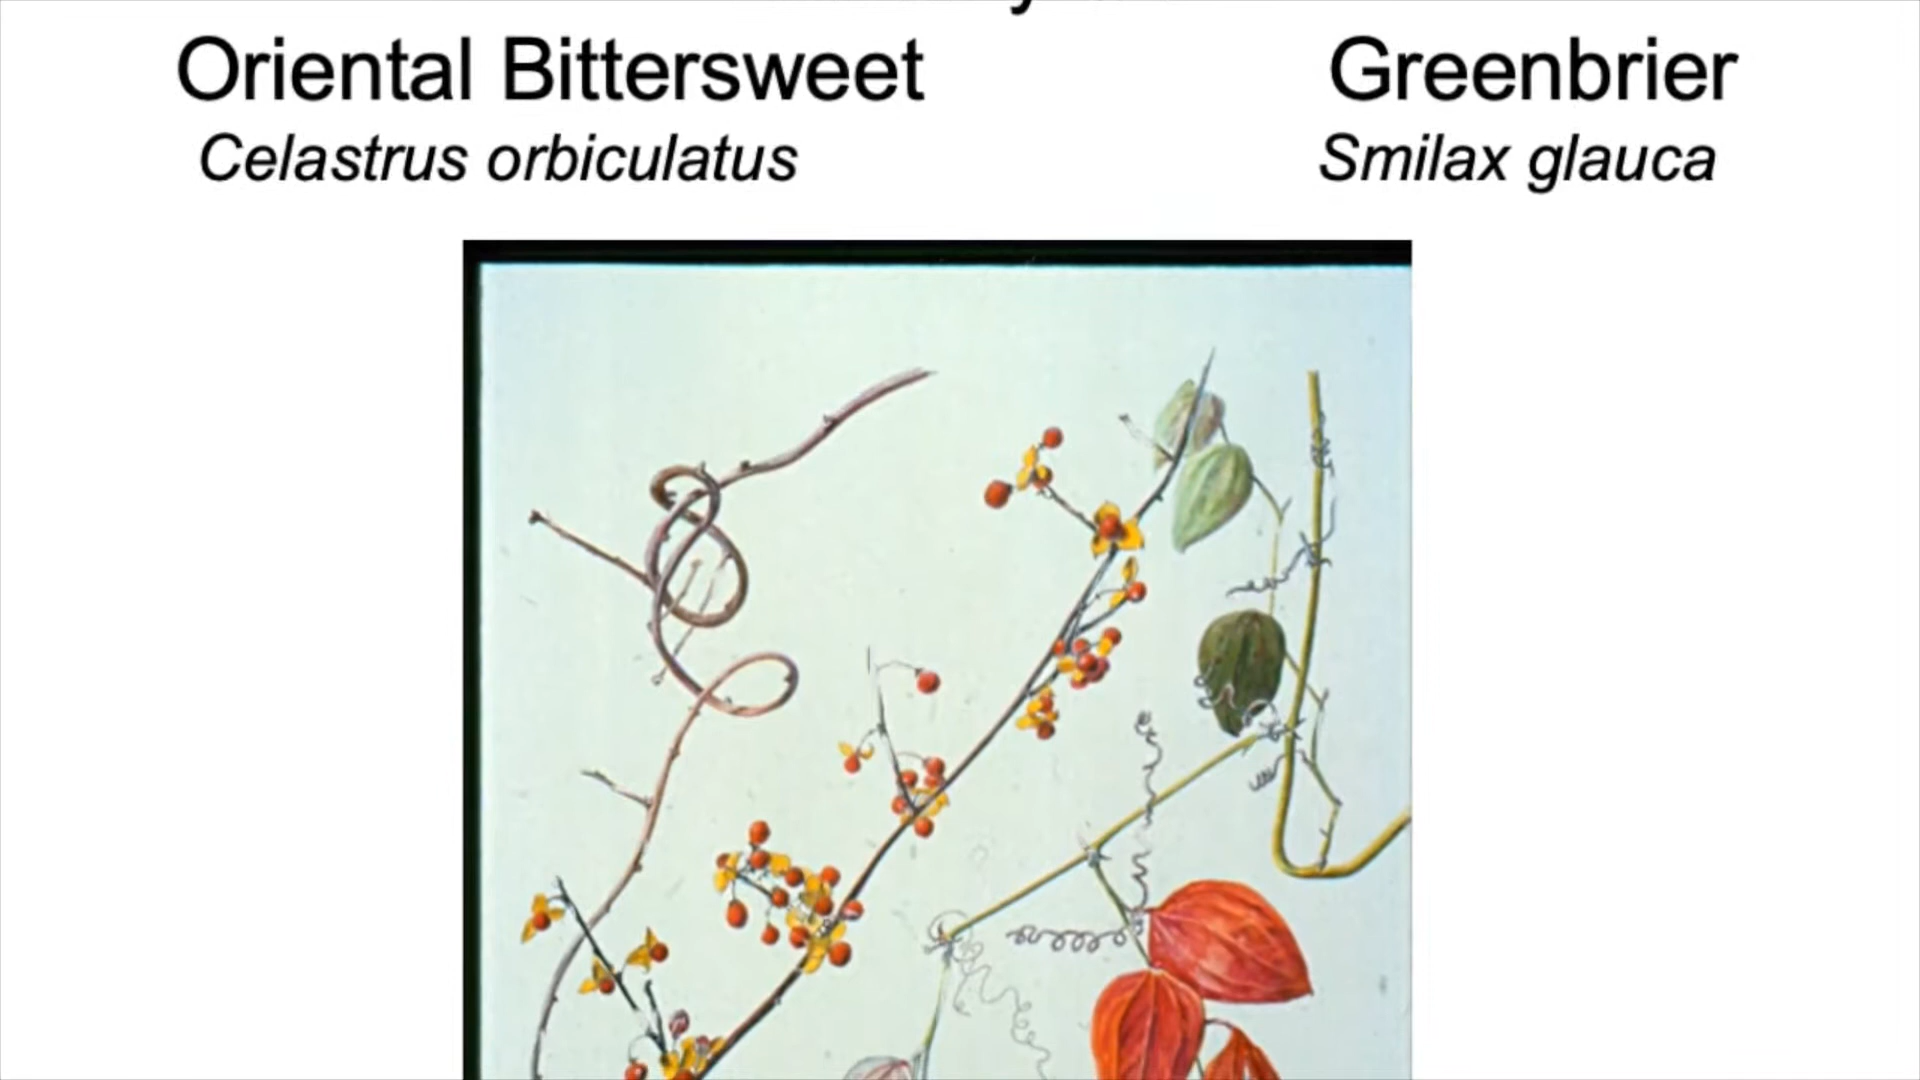 Oriental Bittersweet
Greenbrier
Celastrus orbiculatus
Smilax glauca